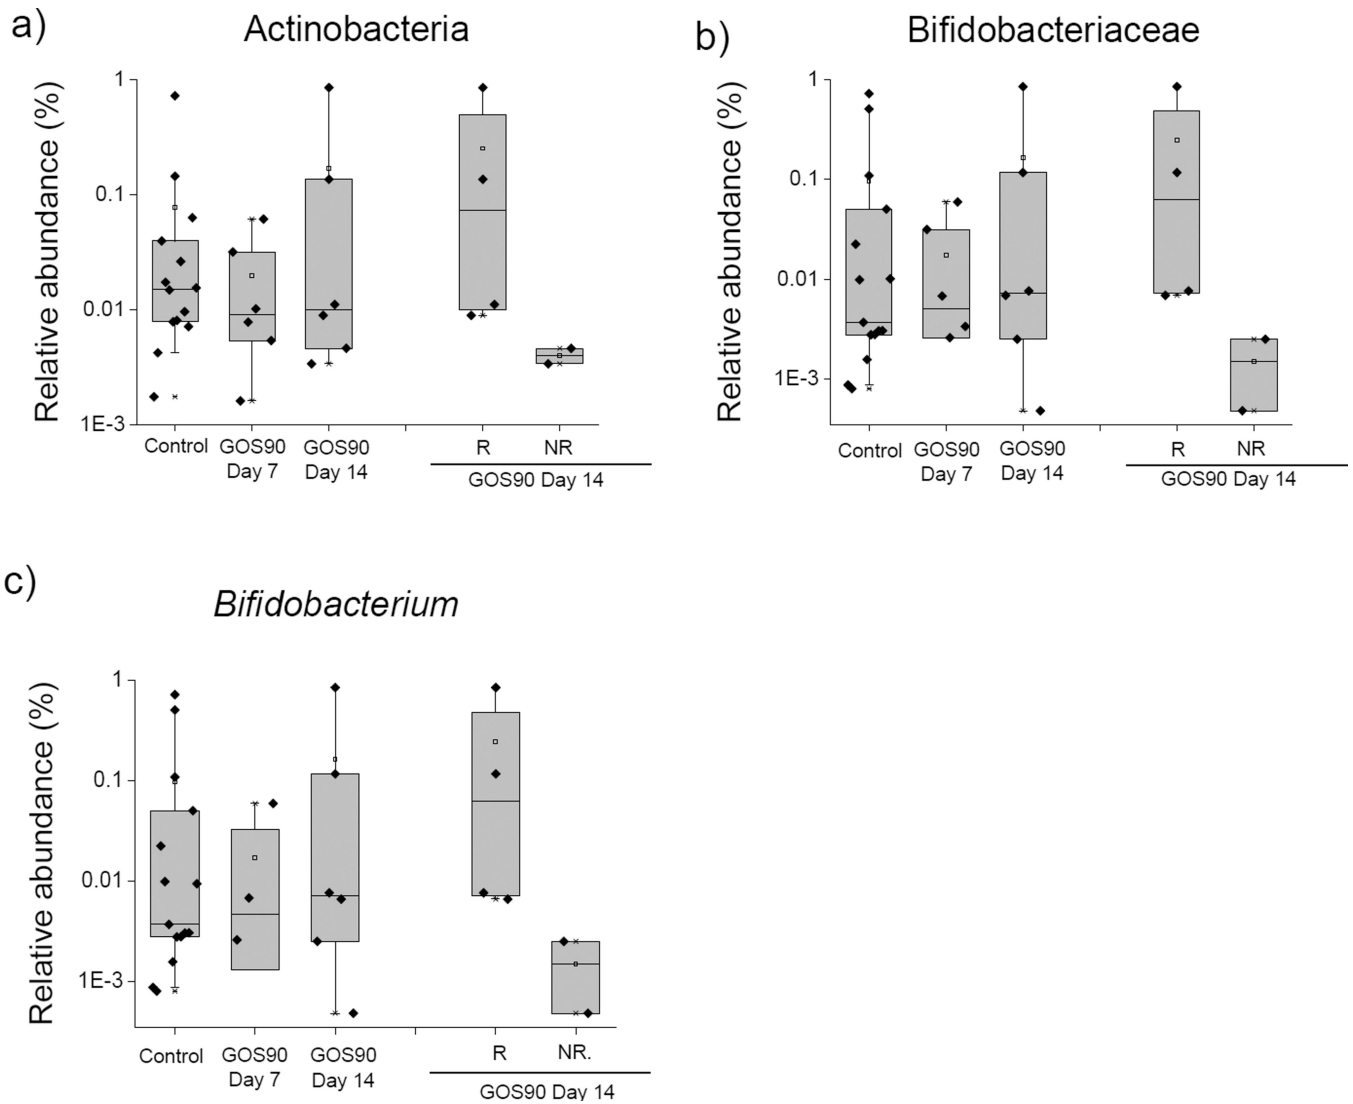 a)
Actinobacteria
Relative abundance (%)
1
0.1
0.01
1E-3
Control
GOS90
Day 7
GOS90
Day 14
R
NR
GOS90 Day 14
b)
Bifidobacteriaceae
Relative abundance (%)
1
0.1
0.01
1E-3
Control
GOS90
Day 7
GOS90
Day 14
R
NR
GOS90 Day 14
c)
Bifidobacterium
Relative abundance (%)
1
0.1
0.01
1E-3
Control
GOS90
Day 7
GOS90
Day 14
R
NR.
GOS90 Day 14